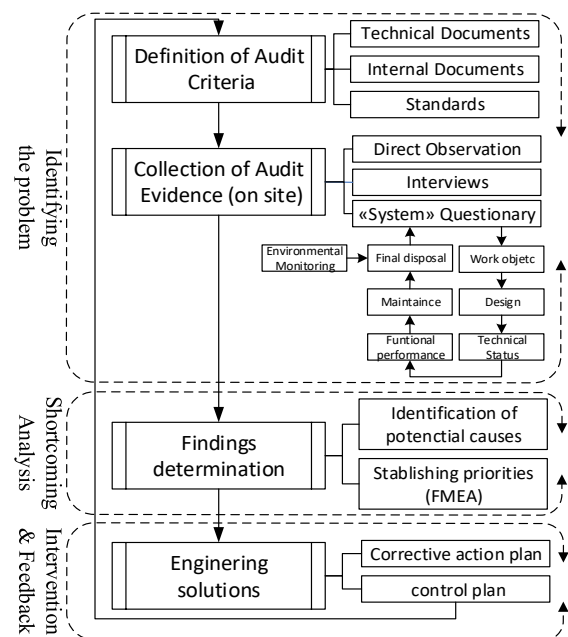 Identifying
the problem
Definition of Audit
Criteria
Technical Documents
Internal Documents
Standards
Collection of Audit
Evidence (on site)
Direct Observation
Interviews
«System» Questionary
Environmental
Monitoring
Final disposal
Work objetc
Maintaince
Design
Funtional
performance
Technical
Status
Shortcoming
Analysis
Findings
determination
Identification of
potenctial causes
Stablishing priorities
(FMEA)
Intervention
& Feedback
Enginering
solutions
Corrective action plan
control plan